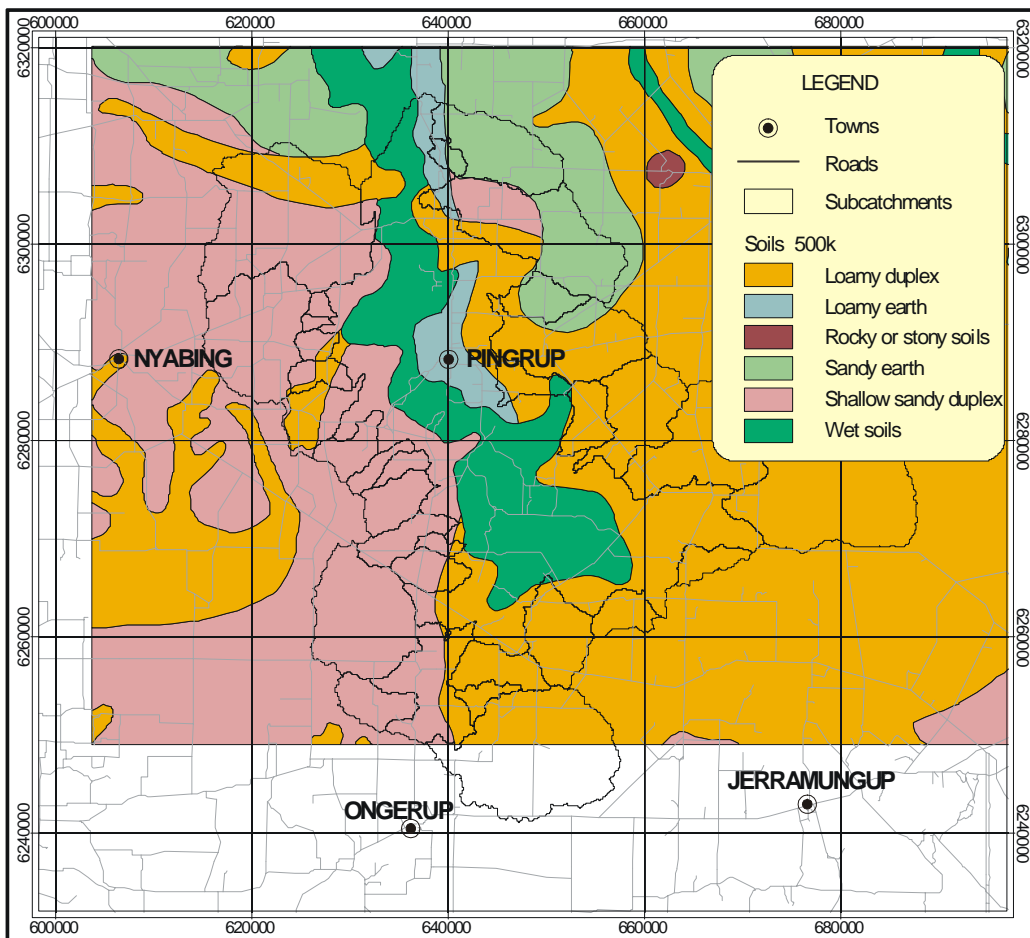 600000 620000 640000 660000 680000
6320000 6320000
LEGEND
Towns
Roads
Subcatchments
Soils 500k
Loamy duplex
Loamy earth
Rocky or stony soils
Sandy earth
Shallow sandy duplex
Wet soils
6300000 6300000
NYABING PINGRUP
6280000 6280000
6260000 6260000
JERRAMUNGUP
ONGERUP
6240000 6240000
600000 620000 640000 660000 680000